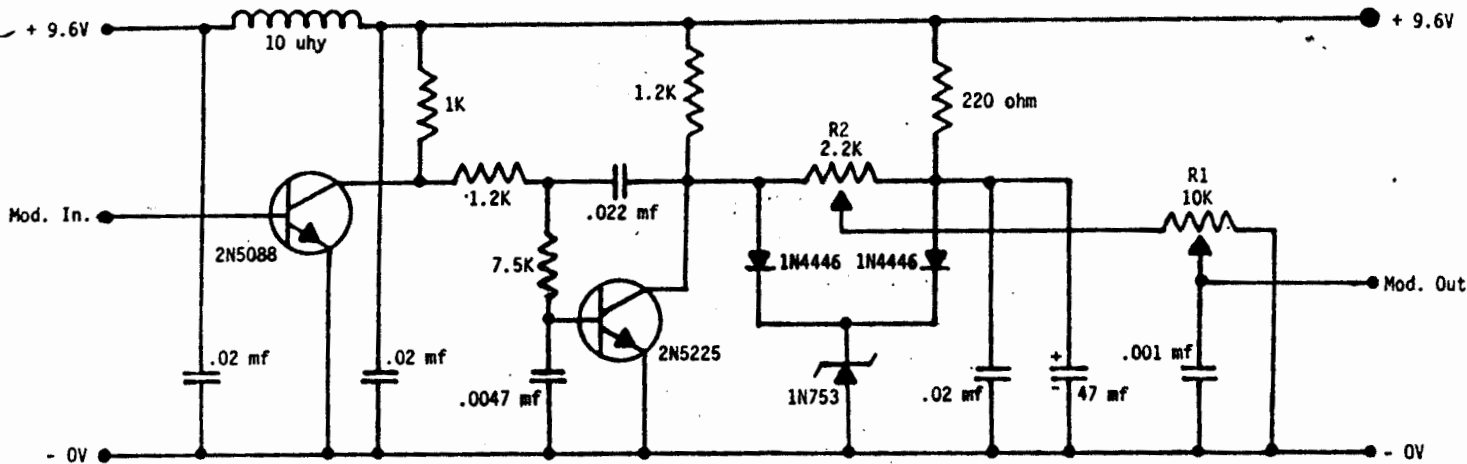 + 9.6V
10 uhy
+ 9.6V
1K
1.2K
220 ohm
R2
2.2K
R1
10K
1.2K
.022 mf
Mod. In.
2N5088
7.5K
1N4446
1N4446
Mod. Out
2N5225
.02 mf
.02 mf
.0047 mf
1N753
.02 mf
+
-
47 mf
.001 mf
- 0V
- 0V